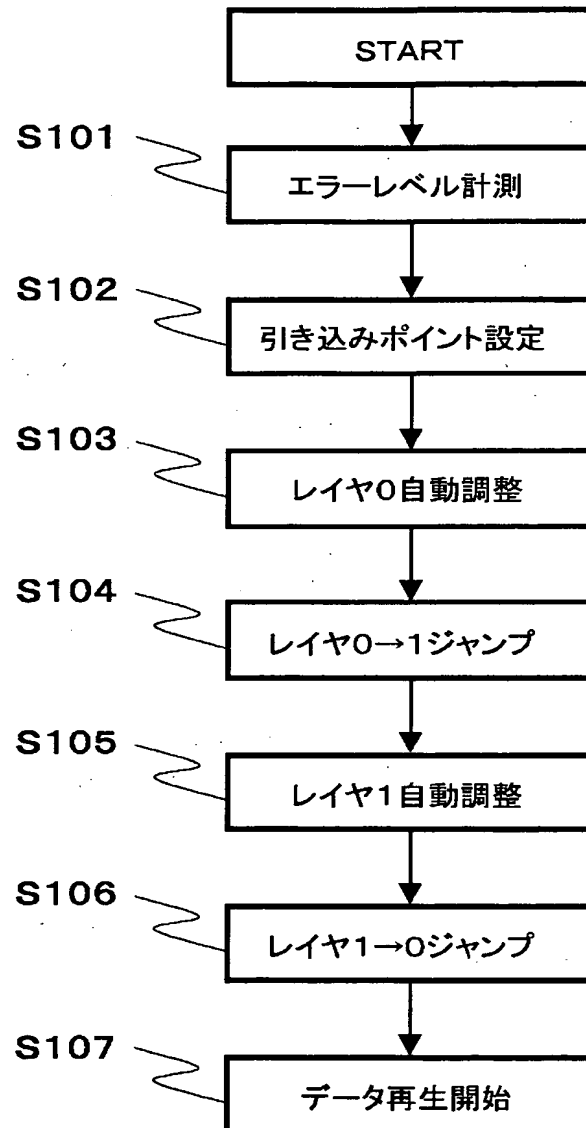 START
S101
エラーレベル計測
S102
引き込みポイント設定
S103
レイヤ0自動調整
S104
レイヤ0→1ジャンプ
S105
レイヤ1自動調整
S106
レイヤ1→0ジャンプ
S107
データ再生開始